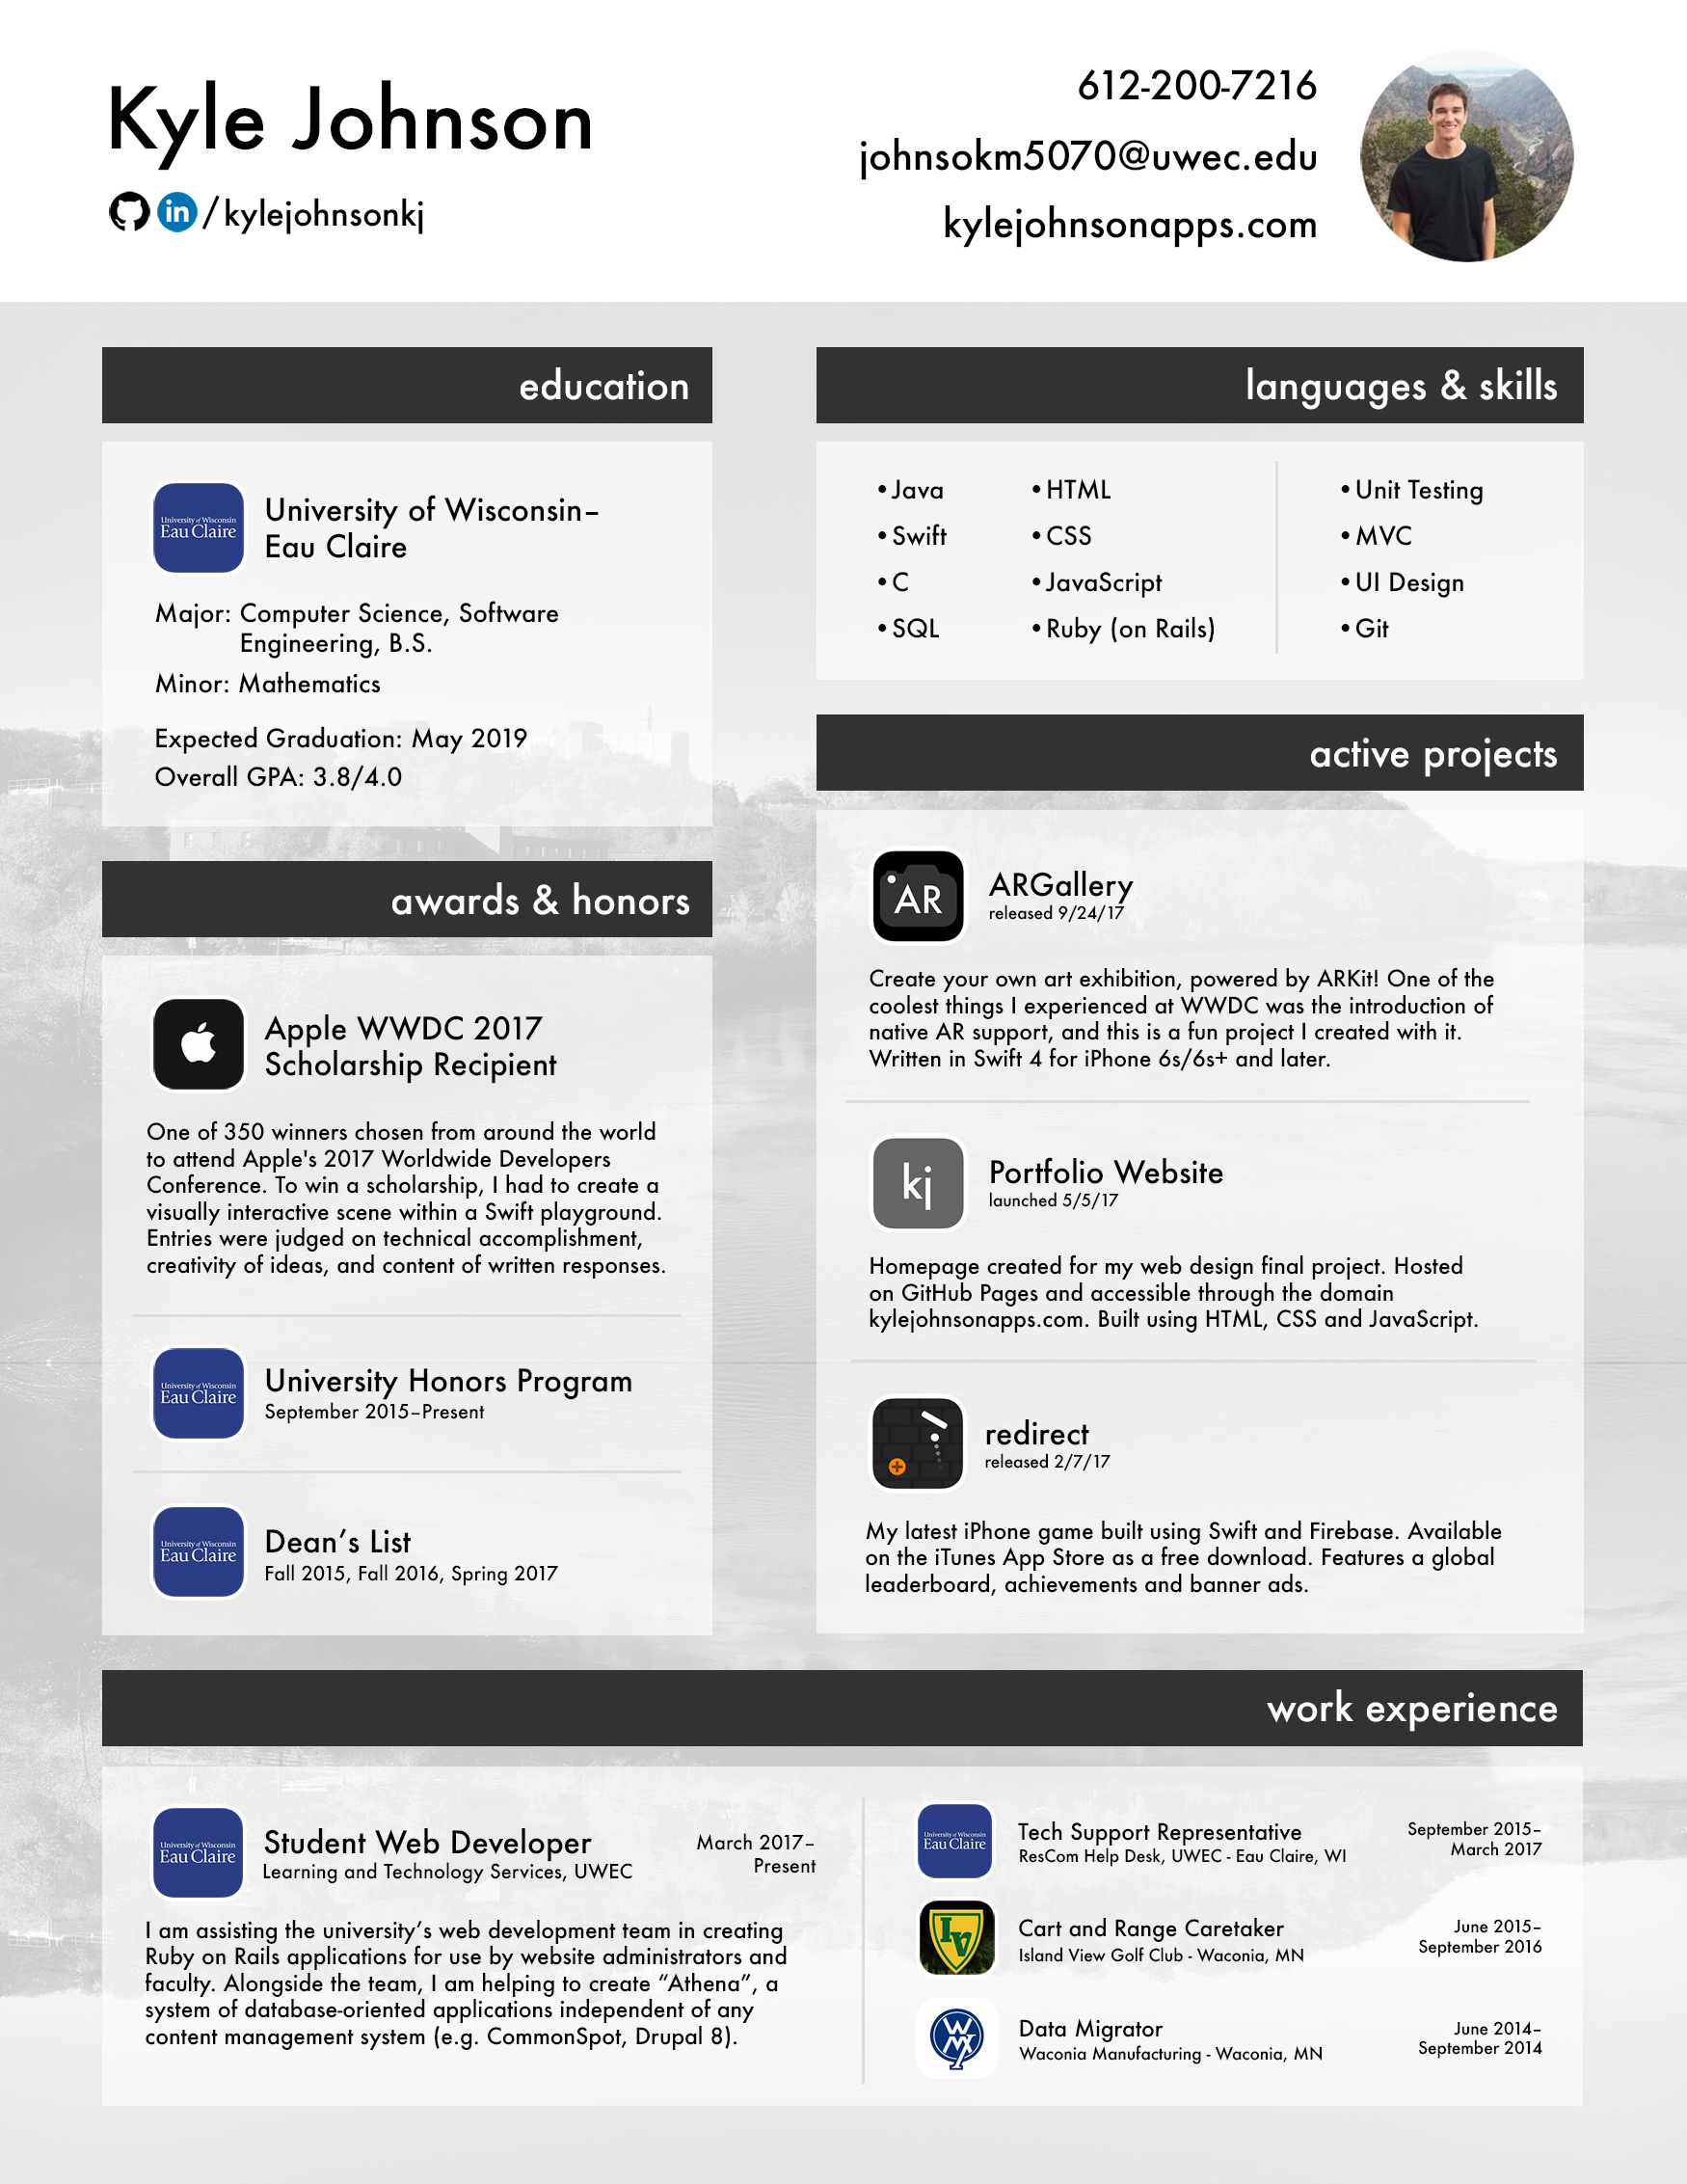 Kyle Johnson
in /kylejohnsonkj
612-200-7216
johnsokm5070@uwec.edu
kylejohnsonapps.com
education
University of Wisconsin
Eau Claire
University of Wisconsin–
Eau Claire
Major: Computer Science, Software
Engineering, B.S.
Minor: Mathematics
Expected Graduation: May 2019
Overall GPA: 3.8/4.0
awards & honors
Apple WWDC 2017
Scholarship Recipient
One of 350 winners chosen from around the world
to attend Apple's 2017 Worldwide Developers
Conference. To win a scholarship, I had to create a
visually interactive scene within a Swift playground.
Entries were judged on technical accomplishment,
creativity of ideas, and content of written responses.
University of Wisconsin
Eau Claire
University Honors Program
September 2015–Present
University of Wisconsin
Eau Claire
Dean’s List
Fall 2015, Fall 2016, Spring 2017
languages & skills
•Java
•Swift
•C
•SQL
•HTML
•CSS
•JavaScript
•Ruby (on Rails)
•Unit Testing
•MVC
•UI Design
•Git
active projects
AR
ARGallery
released 9/24/17
Create your own art exhibition, powered by ARKit! One of the
coolest things I experienced at WWDC was the introduction of
native AR support, and this is a fun project I created with it.
Written in Swift 4 for iPhone 6s/6s+ and later.
kj
Portfolio Website
launched 5/5/17
Homepage created for my web design final project. Hosted
on GitHub Pages and accessible through the domain
kylejohnsonapps.com. Built using HTML, CSS and JavaScript.
redirect
released 2/7/17
My latest iPhone game built using Swift and Firebase. Available
on the iTunes App Store as a free download. Features a global
leaderboard, achievements and banner ads.
work experience
University of Wisconsin
Eau Claire
Student Web Developer
Learning and Technology Services, UWEC
March 2017–
Present
I am assisting the university’s web development team in creating
Ruby on Rails applications for use by website administrators and
faculty. Alongside the team, I am helping to create “Athena”, a
system of database-oriented applications independent of any
content management system (e.g. CommonSpot, Drupal 8).
University of Wisconsin
Eau Claire
Tech Support Representative
ResCom Help Desk, UWEC - Eau Claire, WI
September 2015–
March 2017
IV
Cart and Range Caretaker
Island View Golf Club - Waconia, MN
June 2015–
September 2016
WM
Data Migrator
Waconia Manufacturing - Waconia, MN
June 2014–
September 2014